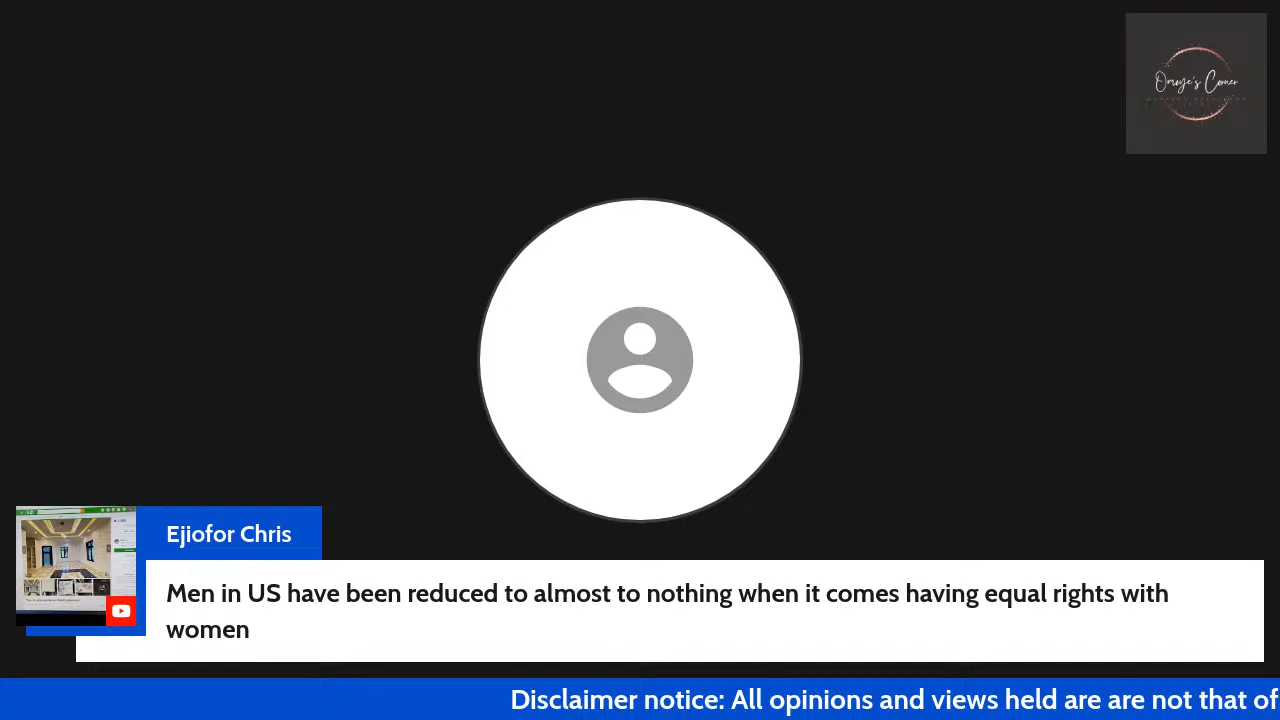 Omoye's Corner
Ejiofor Chris
Men in US have been reduced to almost to nothing when it comes having equal rights with
women
Disclaimer notice: All opinions and views held are are not that of